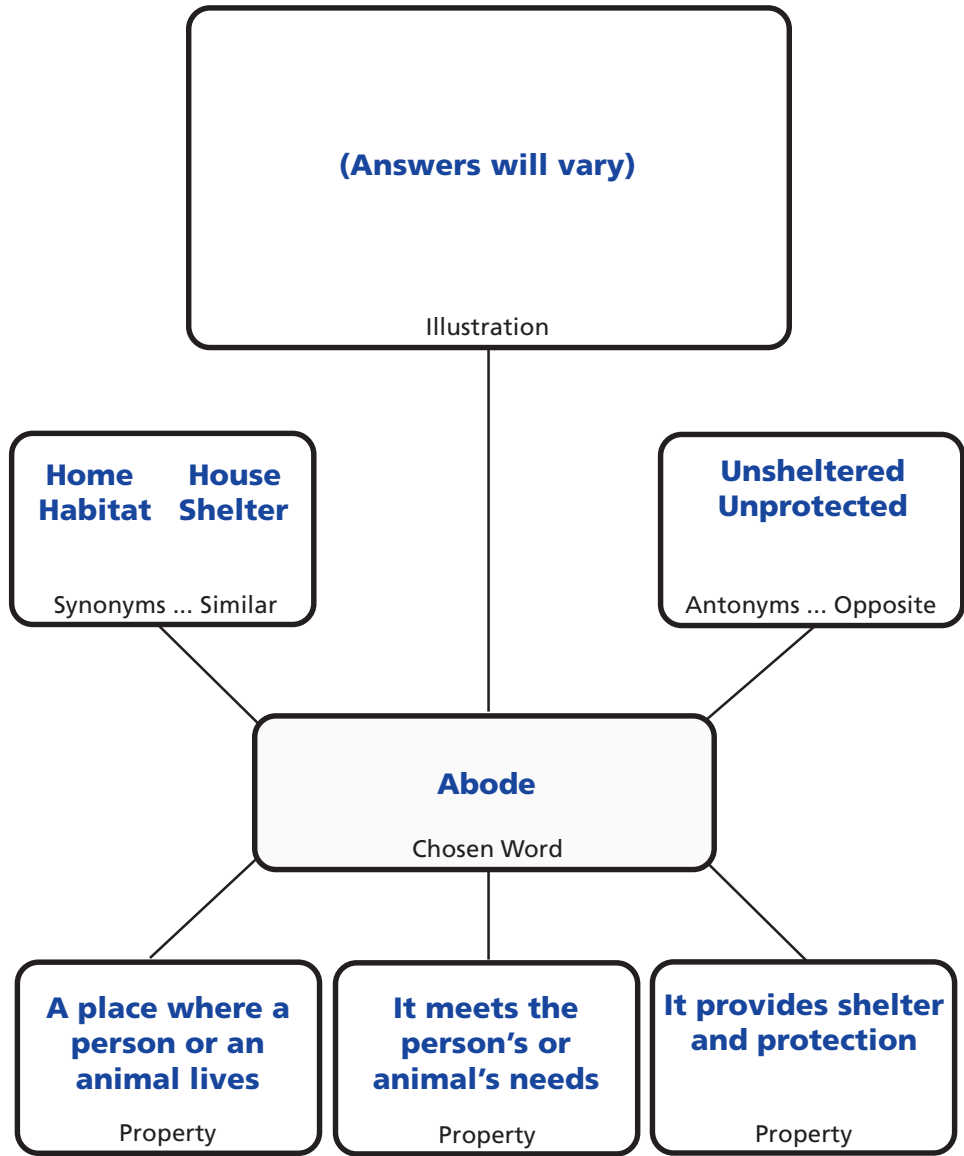 (Answers will vary)
Illustration
Home House
Habitat Shelter
Synonyms ... Similar
Unsheltered
Unprotected
Antonyms ... Opposite
Abode
Chosen Word
A place where a
person or an
animal lives
Property
It meets the
person’s or
animal’s needs
Property
It provides shelter
and protection
Property